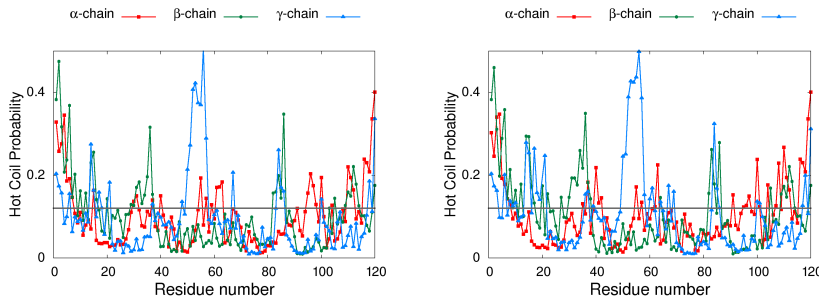 α-chain β-chain γ-chain
0.4
0.2
0
Hot Coil Probability
0 20 40 60 80 100 120
Residue number
α-chain β-chain γ-chain
0.4
0.2
0
Hot Coil Probability
0 20 40 60 80 100 120
Residue number